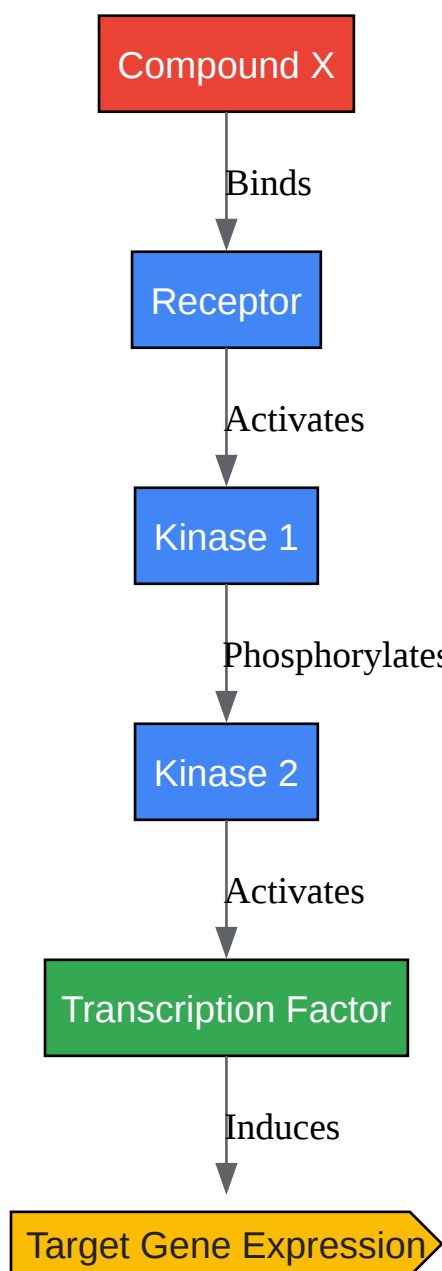 Compound X
Binds
Receptor
Activates
Kinase 1
Phosphorylates
Kinase 2
Activates
Transcription Factor
Induces
Target Gene Expression